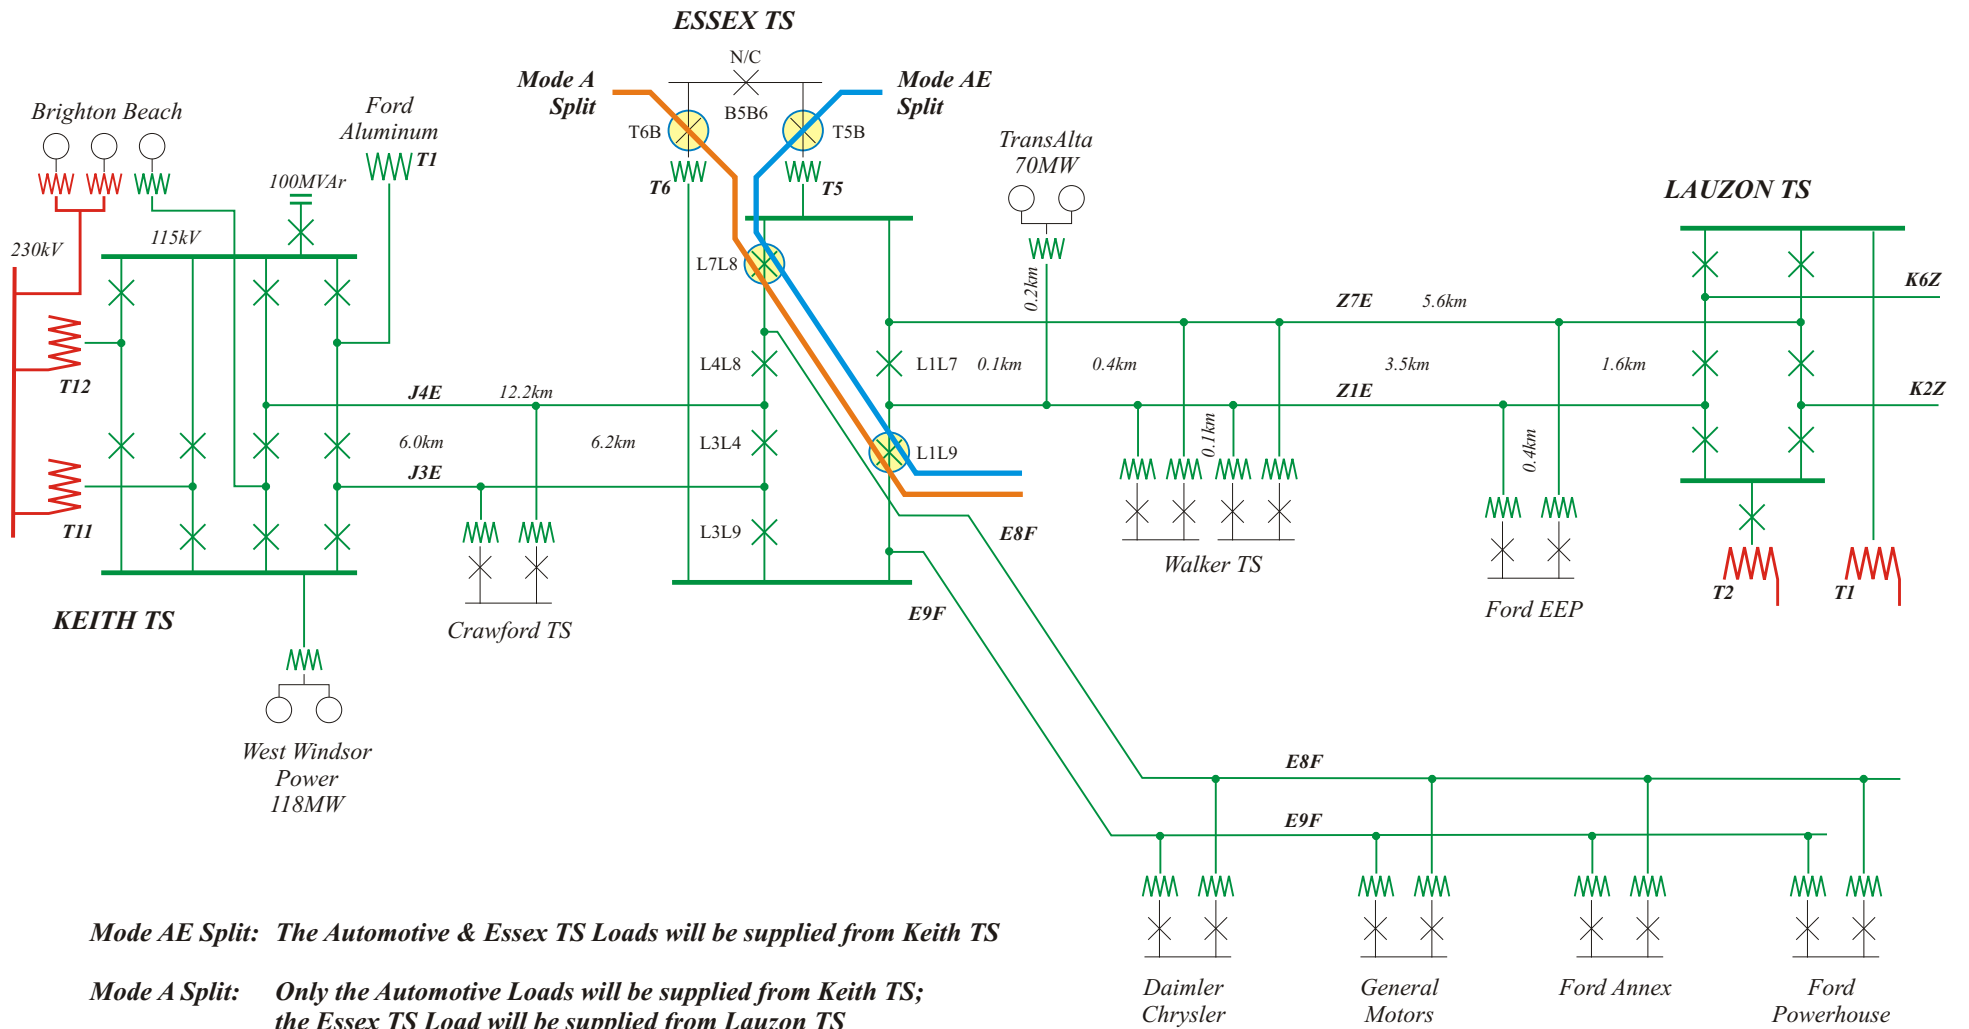 ESSEX TS
N/C
Mode A
Split
Mode AE
Split
B5B6
T6B
T5B
T6
T5
Brighton Beach
Ford
Aluminum
T1
100MVAr
230kV
115kV
T12
T11
KEITH TS
J4E
12.2km
6.0km
6.2km
J3E
Crawford TS
West Windsor
Power
118MW
L7L8
L4L8
L3L4
L3L9
L1L7
L1L9
TransAlta
70MW
0.2km
LAUZON TS
Z7E
5.6km
K6Z
0.1km
0.4km
3.5km
1.6km
Z1E
K2Z
0.1km
0.4km
Walker TS
Ford EEP
T2
T1
E8F
E9F
E8F
E9F
Daimler
Chrysler
General
Motors
Ford Annex
Ford
Powerhouse
Mode AE Split: The Automotive & Essex TS Loads will be supplied from Keith TS
Mode A Split: Only the Automotive Loads will be supplied from Keith TS;
the Essex TS Load will be supplied from Lauzon TS